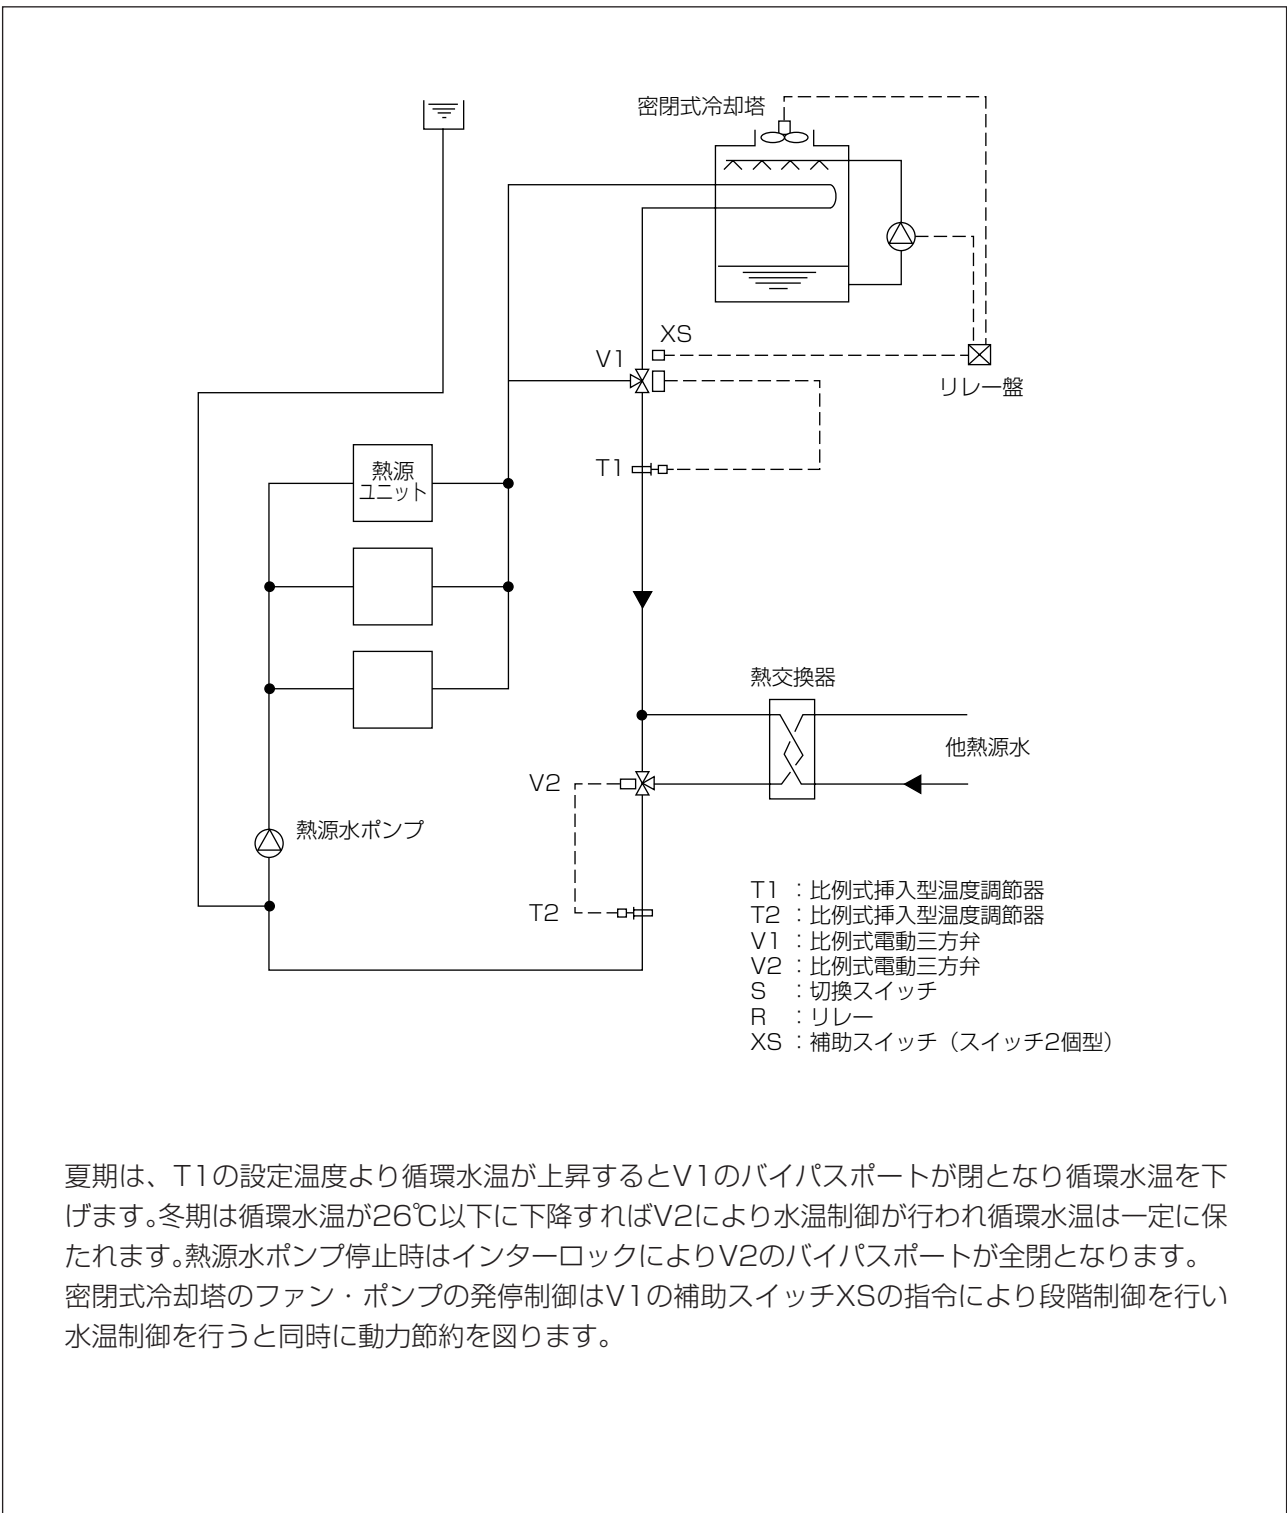 密閉式冷却塔
XS
V1
リレー盤
T1
熱源
ユニット
熱交換器
他熱源水
V2
熱源水ポンプ
T2
T1 ：比例式挿入型温度調節器
T2 ：比例式挿入型温度調節器
V1 ：比例式電動三方弁
V2 ：比例式電動三方弁
S ：切換スイッチ
R ：リレー
XS ：補助スイッチ（スイッチ2個型）
夏期は、T1の設定温度より循環水温が上昇するとV1のバイパスポートが閉となり循環水温を下
げます。冬期は循環水温が26℃以下に下降すればV2により水温制御が行われ循環水温は一定に保
たれます。熱源水ポンプ停止時はインターロックによりV2のバイパスポートが全閉となります。
密閉式冷却塔のファン・ポンプの発停制御はV1の補助スイッチXSの指令により段階制御を行い
水温制御を行うと同時に動力節約を図ります。